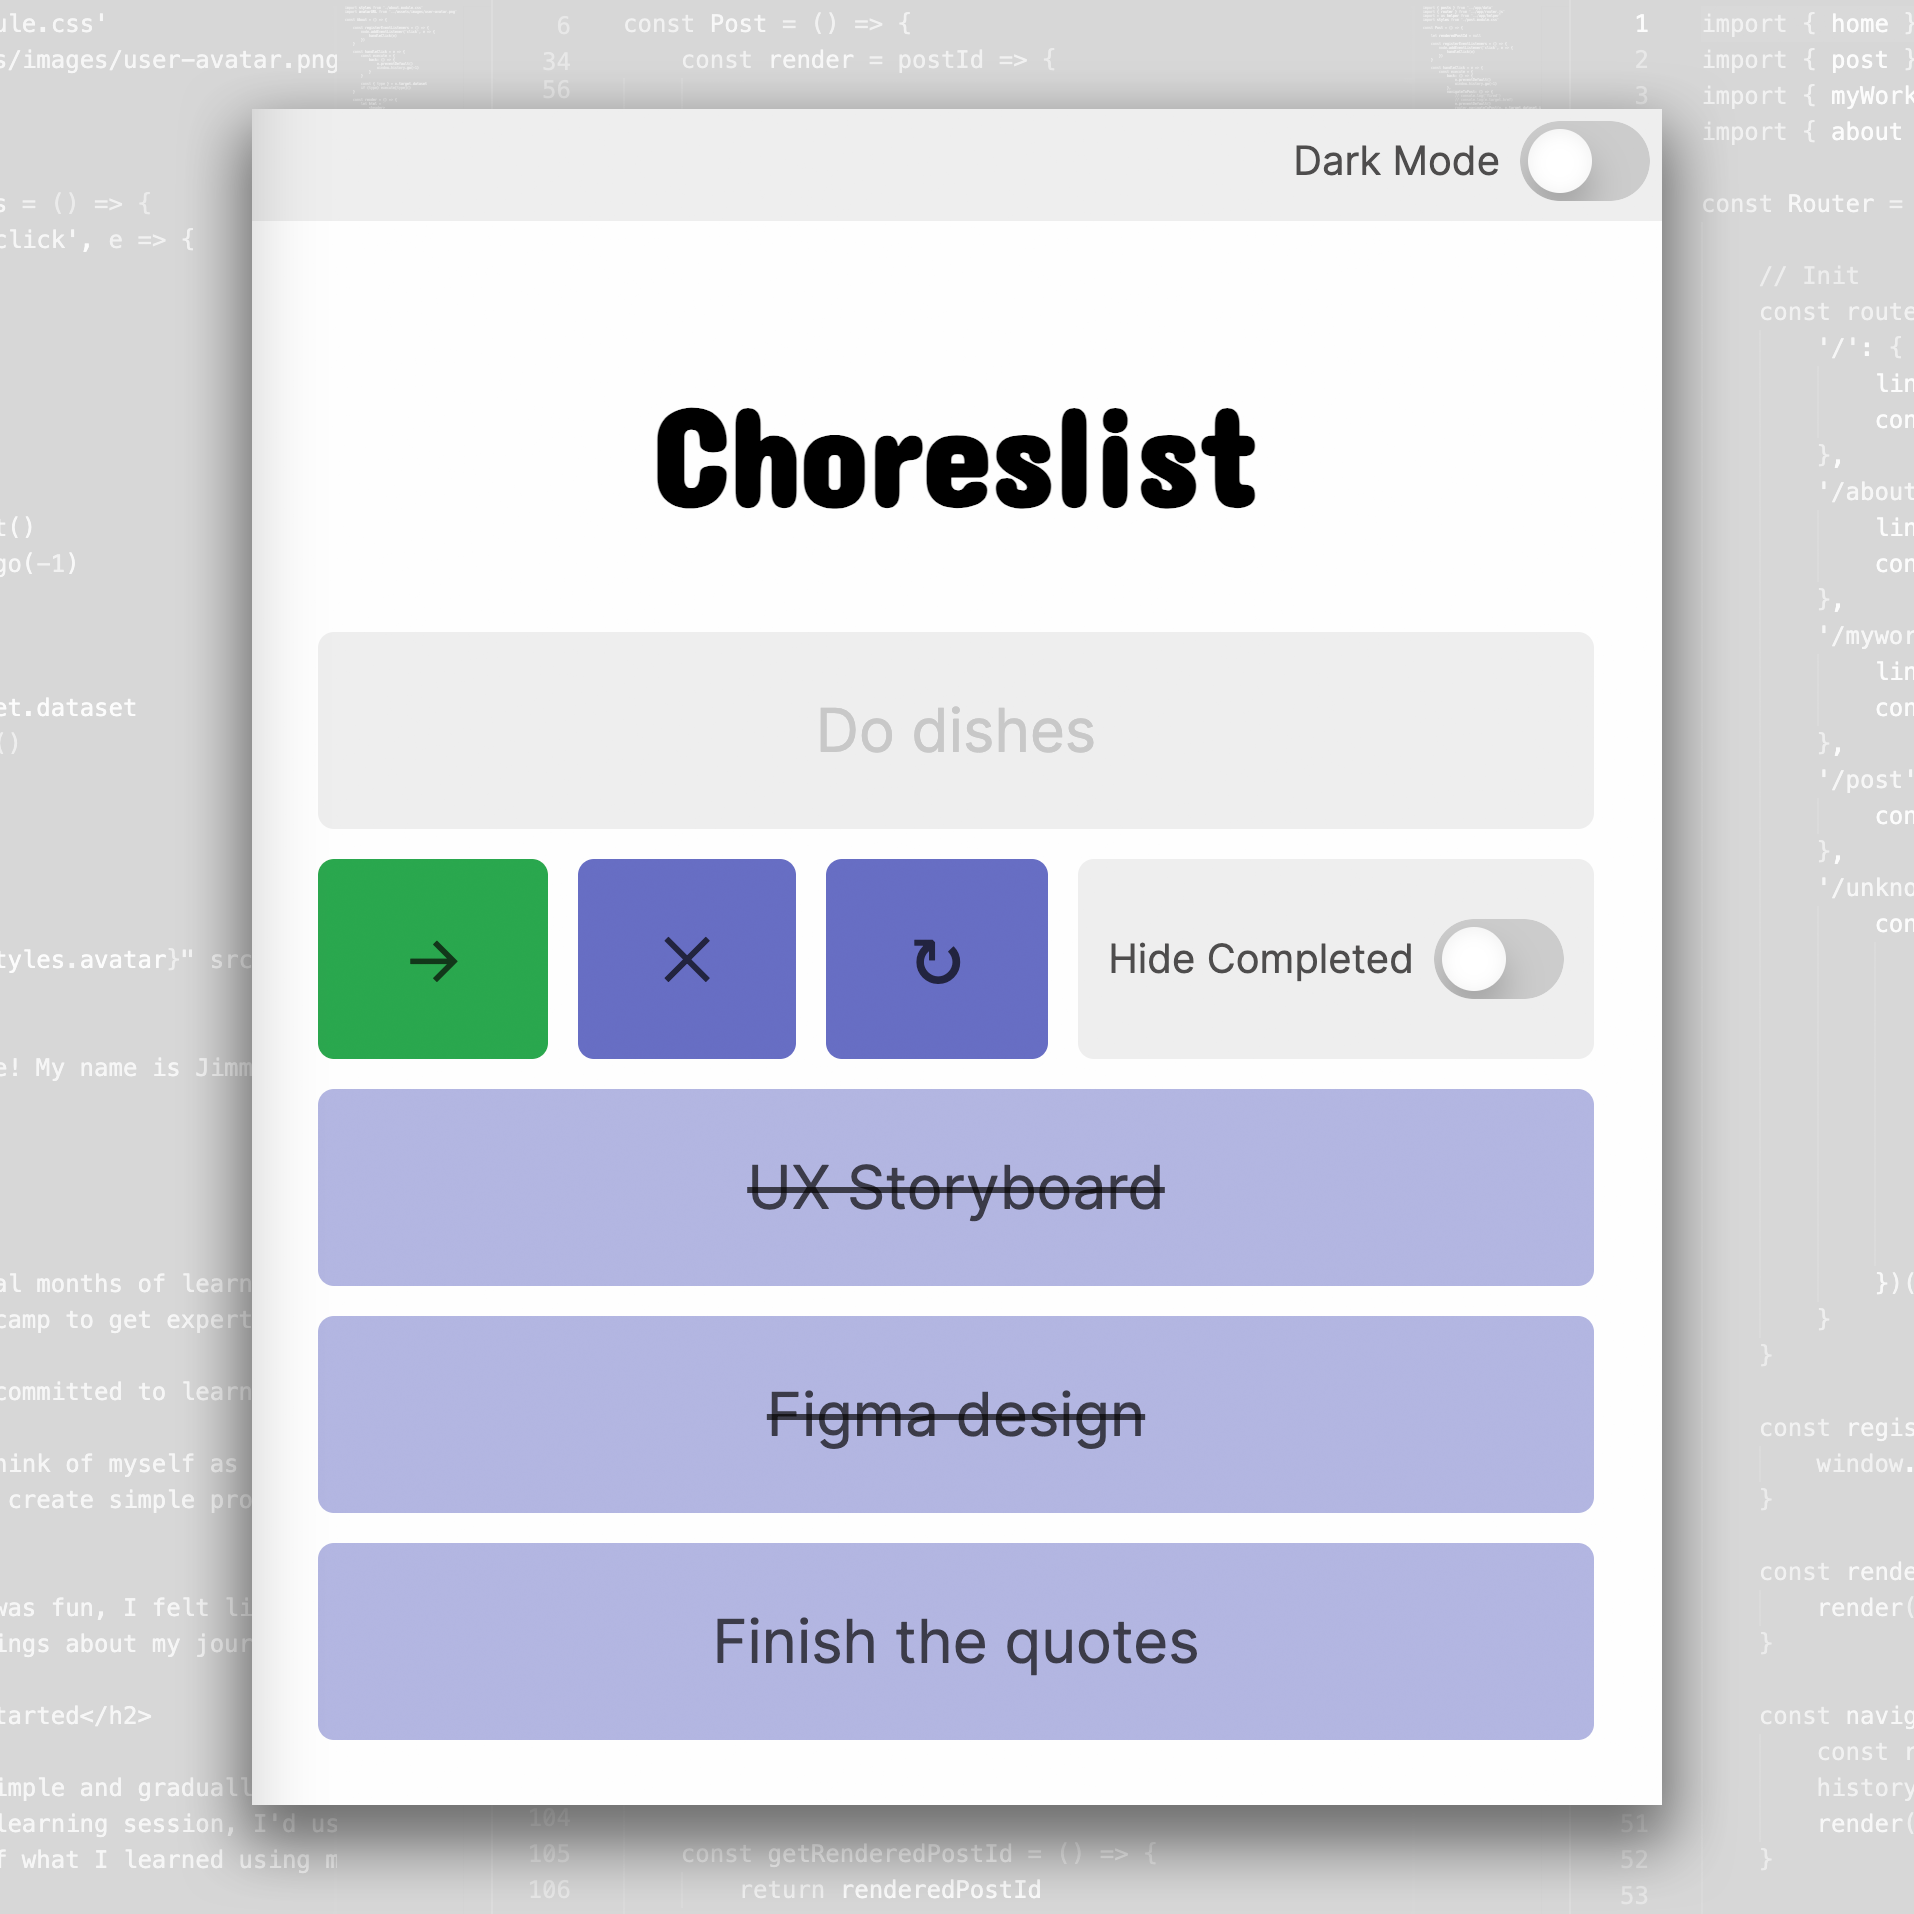 Dark Mode
Choreslist
Do dishes
→ × ↻ Hide Completed
UX Storyboard
Figma design
Finish the quotes
ule.css'
s/images/user-avatar.png
s = () => {
click', e => {
t()
go(-1)
et.dataset
()
tyles.avatar}" src
e! My name is Jimm
al months of learn
camp to get expert
committed to learn
hink of myself as
create simple pro
was fun, I felt li
ings about my jour
tarted</h2>
imple and graduall
learning session, I'd us
f what I learned using m
6 const Post = () => {
34 const render = postId => {
56
104
105 const getRenderedPostId = () => {
106 return renderedPostId
1 import { home }
2 import { post }
3 import { myWork
import { about
const Router =
// Init
const route
'/': {
lin
con
},
'/about
lin
con
},
'/mywor
lin
con
},
'/post'
con
},
'/unkno
con
})(
}
}
const regis
window.
}
const rende
render(
}
const navig
const r
history
51 render(
52 }
53